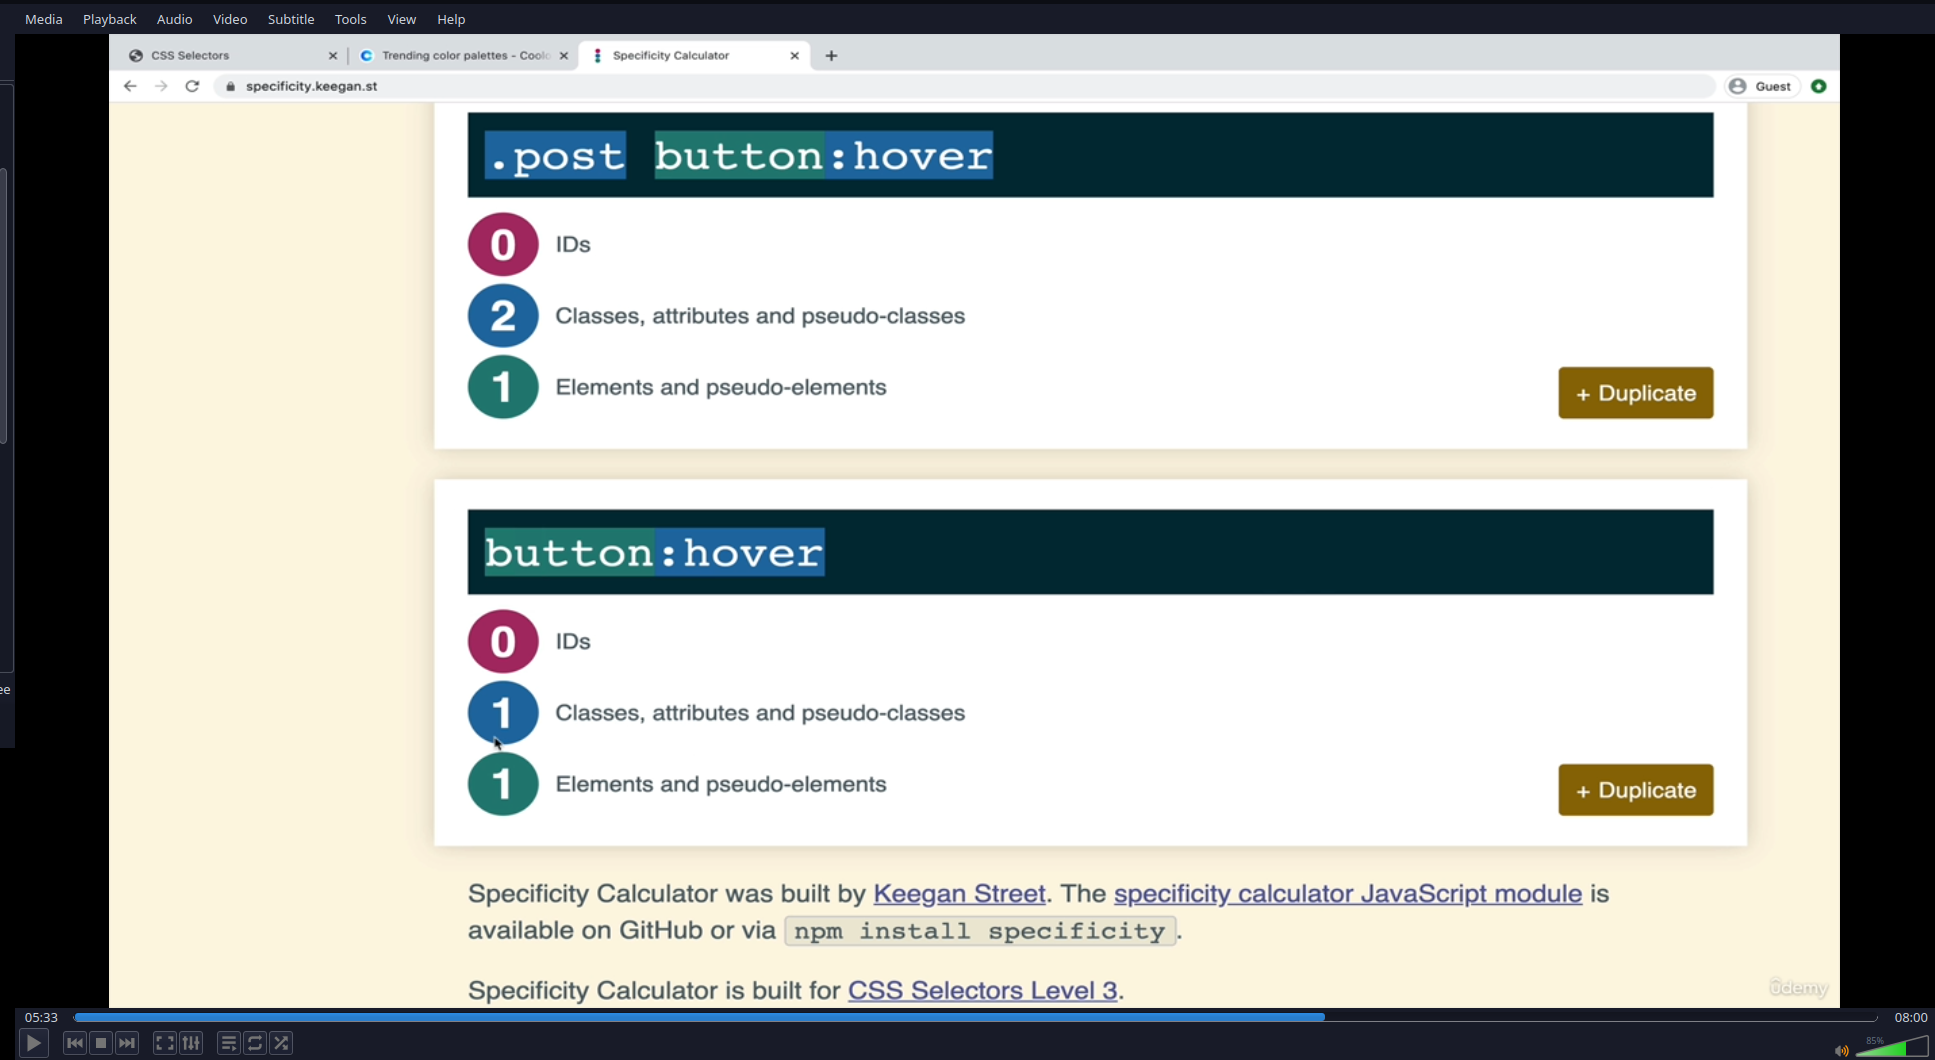 Media Playback Audio Video Subtitle Tools View Help
CSS Selectors
Trending color palettes - Coolo
Specificity Calculator
specificity.keegan.st
Guest
.post button:hover
0 IDs
2 Classes, attributes and pseudo-classes
1 Elements and pseudo-elements
+ Duplicate
button:hover
0 IDs
1 Classes, attributes and pseudo-classes
1 Elements and pseudo-elements
+ Duplicate
Specificity Calculator was built by Keegan Street. The specificity calculator JavaScript module is
available on GitHub or via npm install specificity.
Specificity Calculator is built for CSS Selectors Level 3.
ûdemy
ee
05:33
08:00
85%